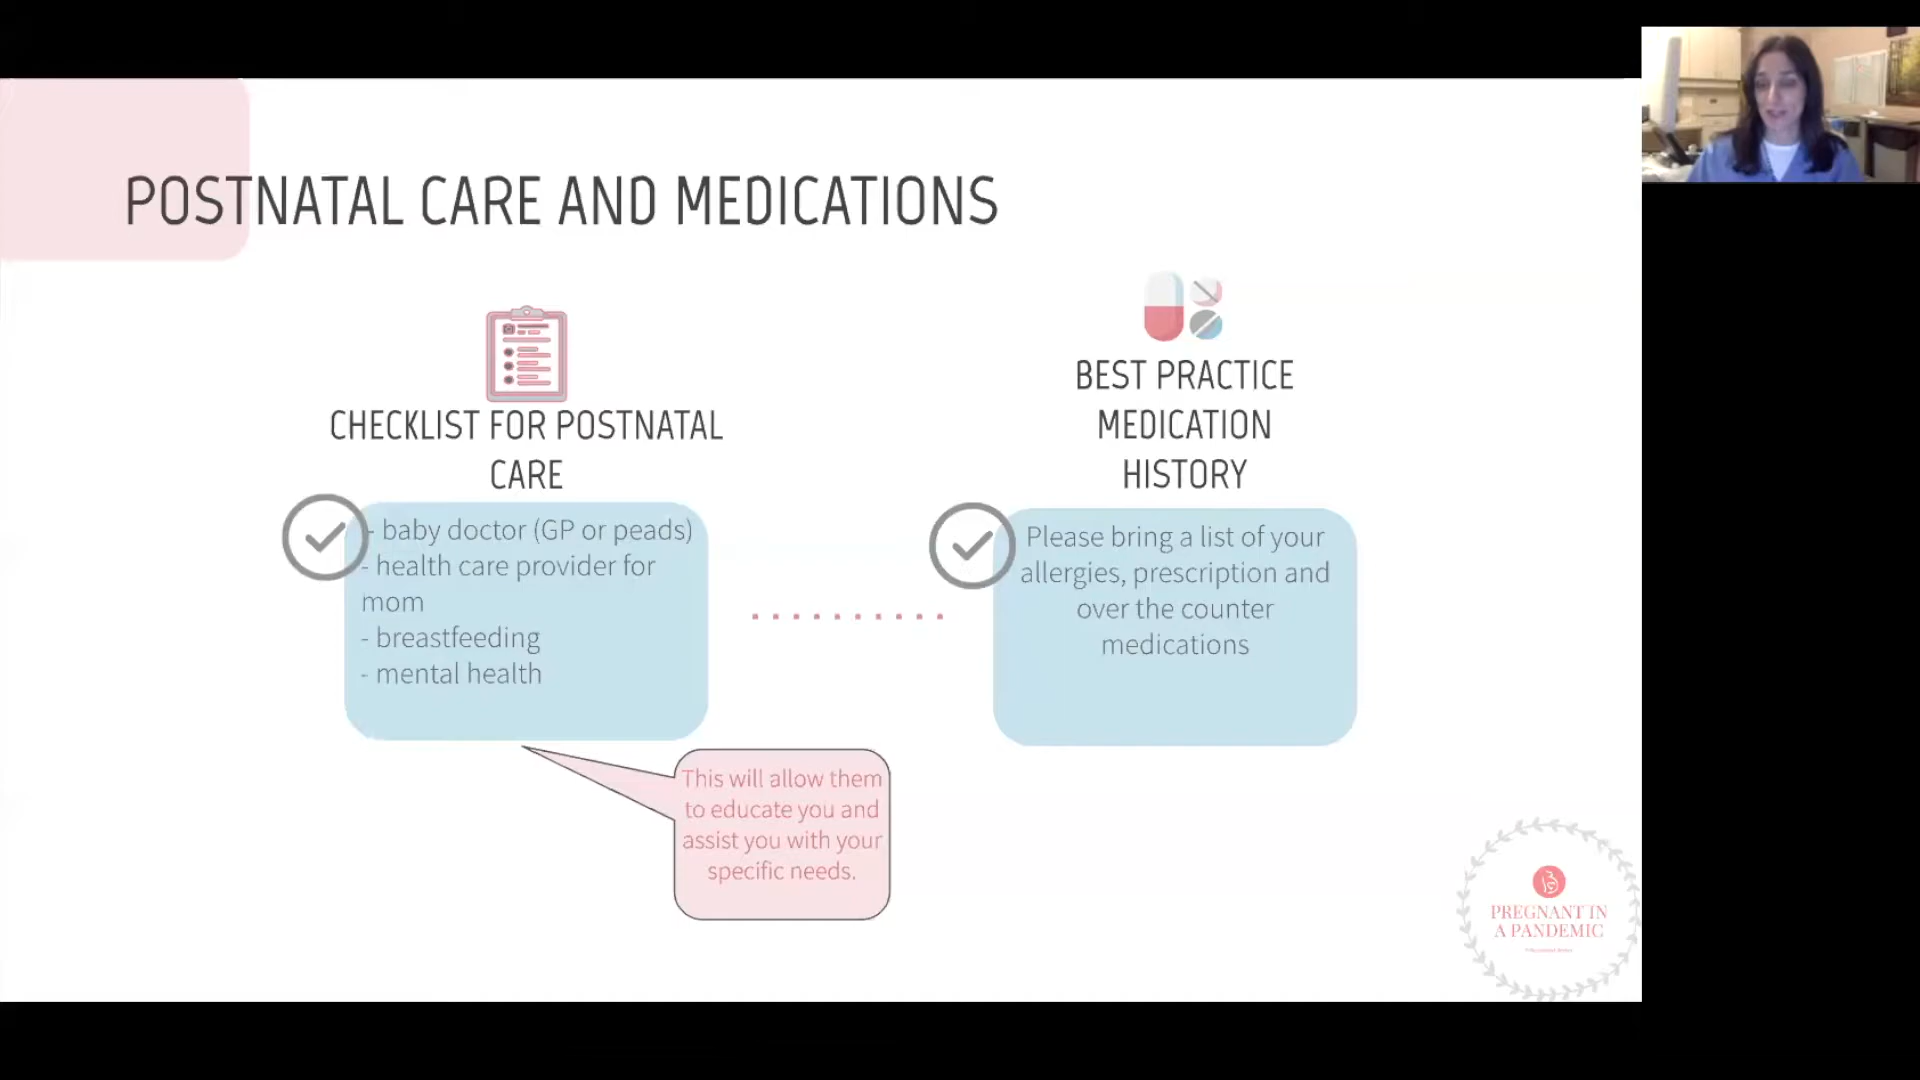 POSTNATAL CARE AND MEDICATIONS
CHECKLIST FOR POSTNATAL
CARE
- baby doctor (GP or peads)
- health care provider for
mom
- breastfeeding
- mental health
This will allow them
to educate you and
assist you with your
specific needs.
BEST PRACTICE
MEDICATION
HISTORY
Please bring a list of your
allergies, prescription and
over the counter
medications
PREGNANT IN
A PANDEMIC